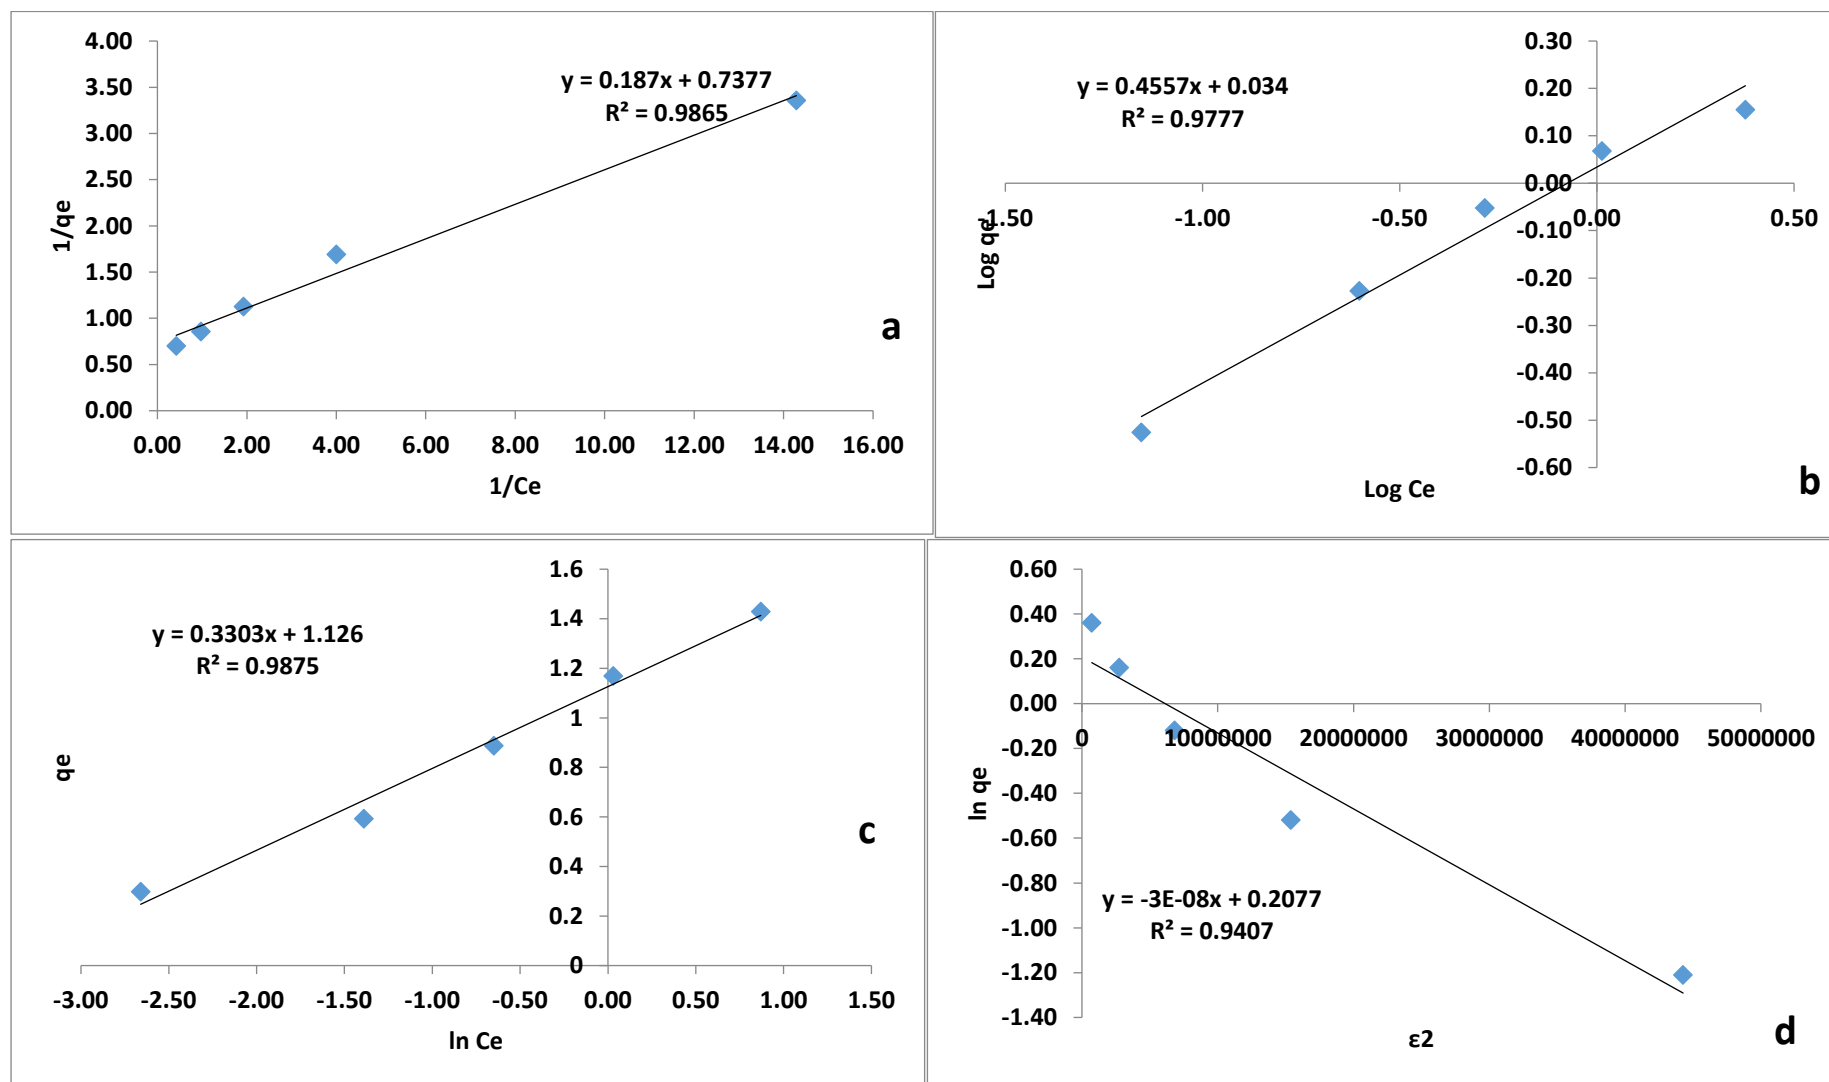 4.00
3.50
3.00
2.50
2.00
1.50
1.00
0.50
0.00
1/qe
y = 0.187x + 0.7377
R² = 0.9865
a
0.00 2.00 4.00 6.00 8.00 10.00 12.00 14.00 16.00
1/Ce
0.30
0.20
0.10
0.00
-0.10
-0.20
-0.30
-0.40
-0.50
-0.60
y = 0.4557x + 0.034
R² = 0.9777
-1.50 -1.00 -0.50 0.00 0.50
Log qe
Log Ce
b
1.6
1.4
1.2
1
0.8
0.6
0.4
0.2
0
y = 0.3303x + 1.126
R² = 0.9875
qe
c
-3.00 -2.50 -2.00 -1.50 -1.00 -0.50 0.00 0.50 1.00 1.50
ln Ce
0.60
0.40
0.20
0.00
-0.20
-0.40
-0.60
-0.80
-1.00
-1.20
-1.40
0 10000000 20000000 30000000 40000000 50000000
ln qe
y = -3E-08x + 0.2077
R² = 0.9407
ε2
d